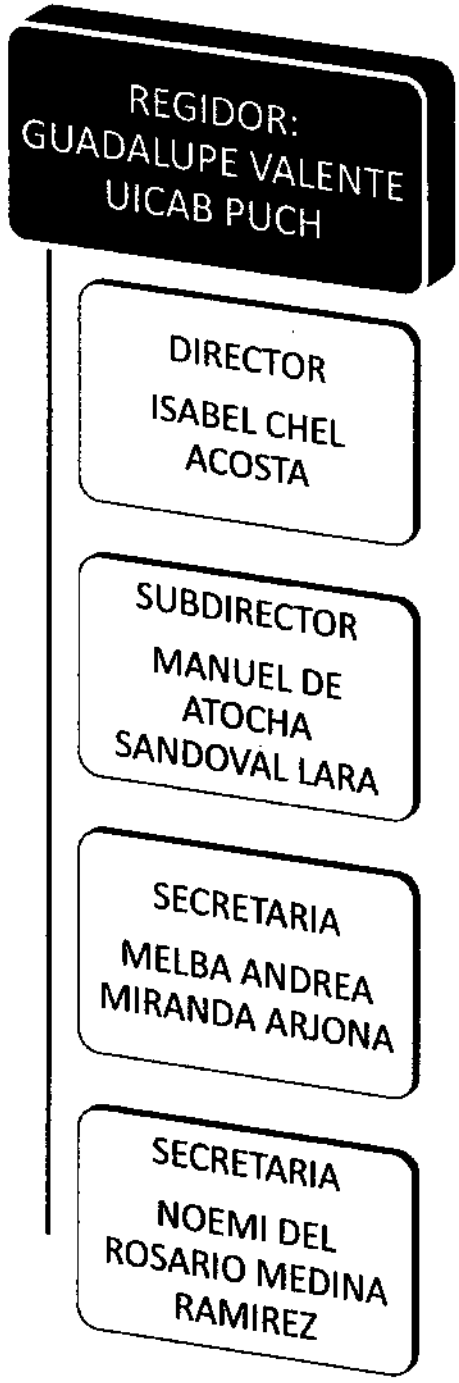 REGIDOR:
GUADALUPE VALENTE
UICAB PUCH
DIRECTOR
ISABEL CHEL
ACOSTA
SUBDIRECTOR
MANUEL DE
ATOCHA
SANDOVAL LARA
SECRETARIA
MELBA ANDREA
MIRANDA ARJONA
SECRETARIA
NOEMI DEL
ROSARIO MEDINA
RAMIREZ